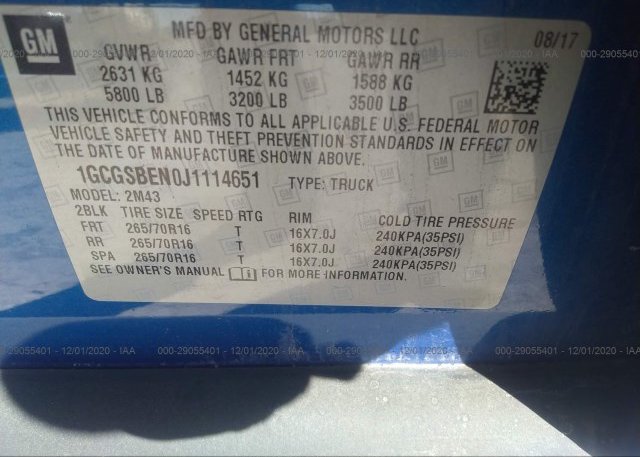 GM
MFD BY GENERAL MOTORS LLC
08/17
GVWR GAWR FRT GAWR RR
2631 KG 1452 KG 1588 KG
5800 LB 3200 LB 3500 LB
THIS VEHICLE CONFORMS TO ALL APPLICABLE U.S. FEDERAL MOTOR
VEHICLE SAFETY AND THEFT PREVENTION STANDARDS IN EFFECT ON
THE DATE OF MANUFACTURE SHOWN ABOVE.
1GCGSBEN0J1114651 TYPE: TRUCK
MODEL: 2M43
2BLK TIRE SIZE SPEED RTG RIM COLD TIRE PRESSURE
FRT 265/70R16 T 16X7.0J 240KPA(35PSI)
RR 265/70R16 T 16X7.0J 240KPA(35PSI)
SPA 265/70R16 T 16X7.0J 240KPA(35PSI)
SEE OWNER'S MANUAL FOR MORE INFORMATION.
000-29055401 - 12/01/2020 - IAA